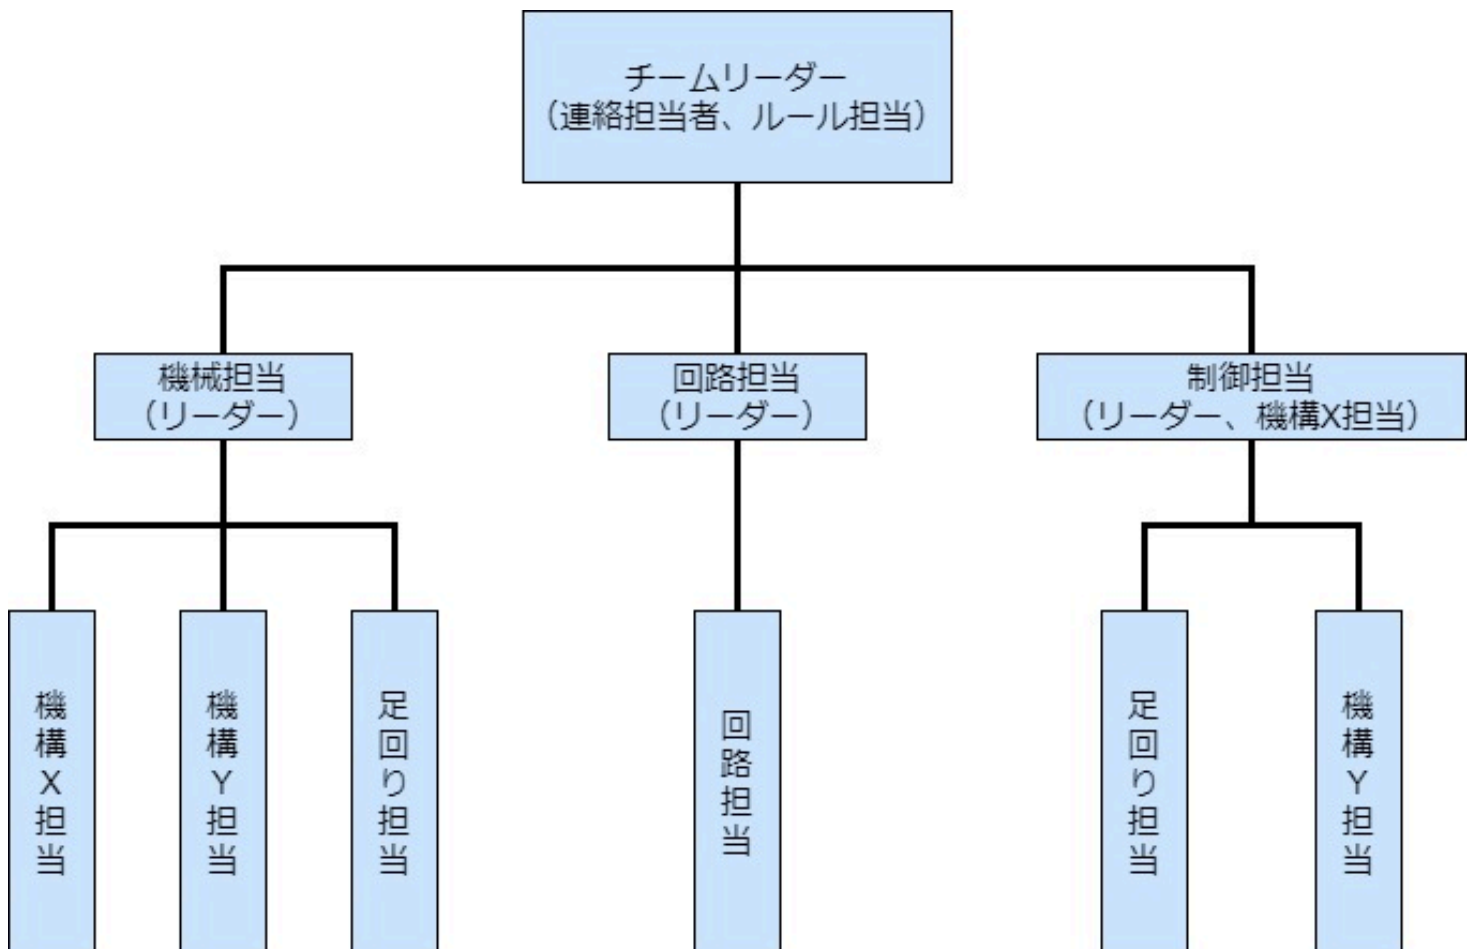 チームリーダー
（連絡担当者、ルール担当）
機械担当
（リーダー）
回路担当
（リーダー）
制御担当
（リーダー、機構X担当）
機構X担当
機構Y担当
足回り担当
回路担当
足回り担当
機構Y担当